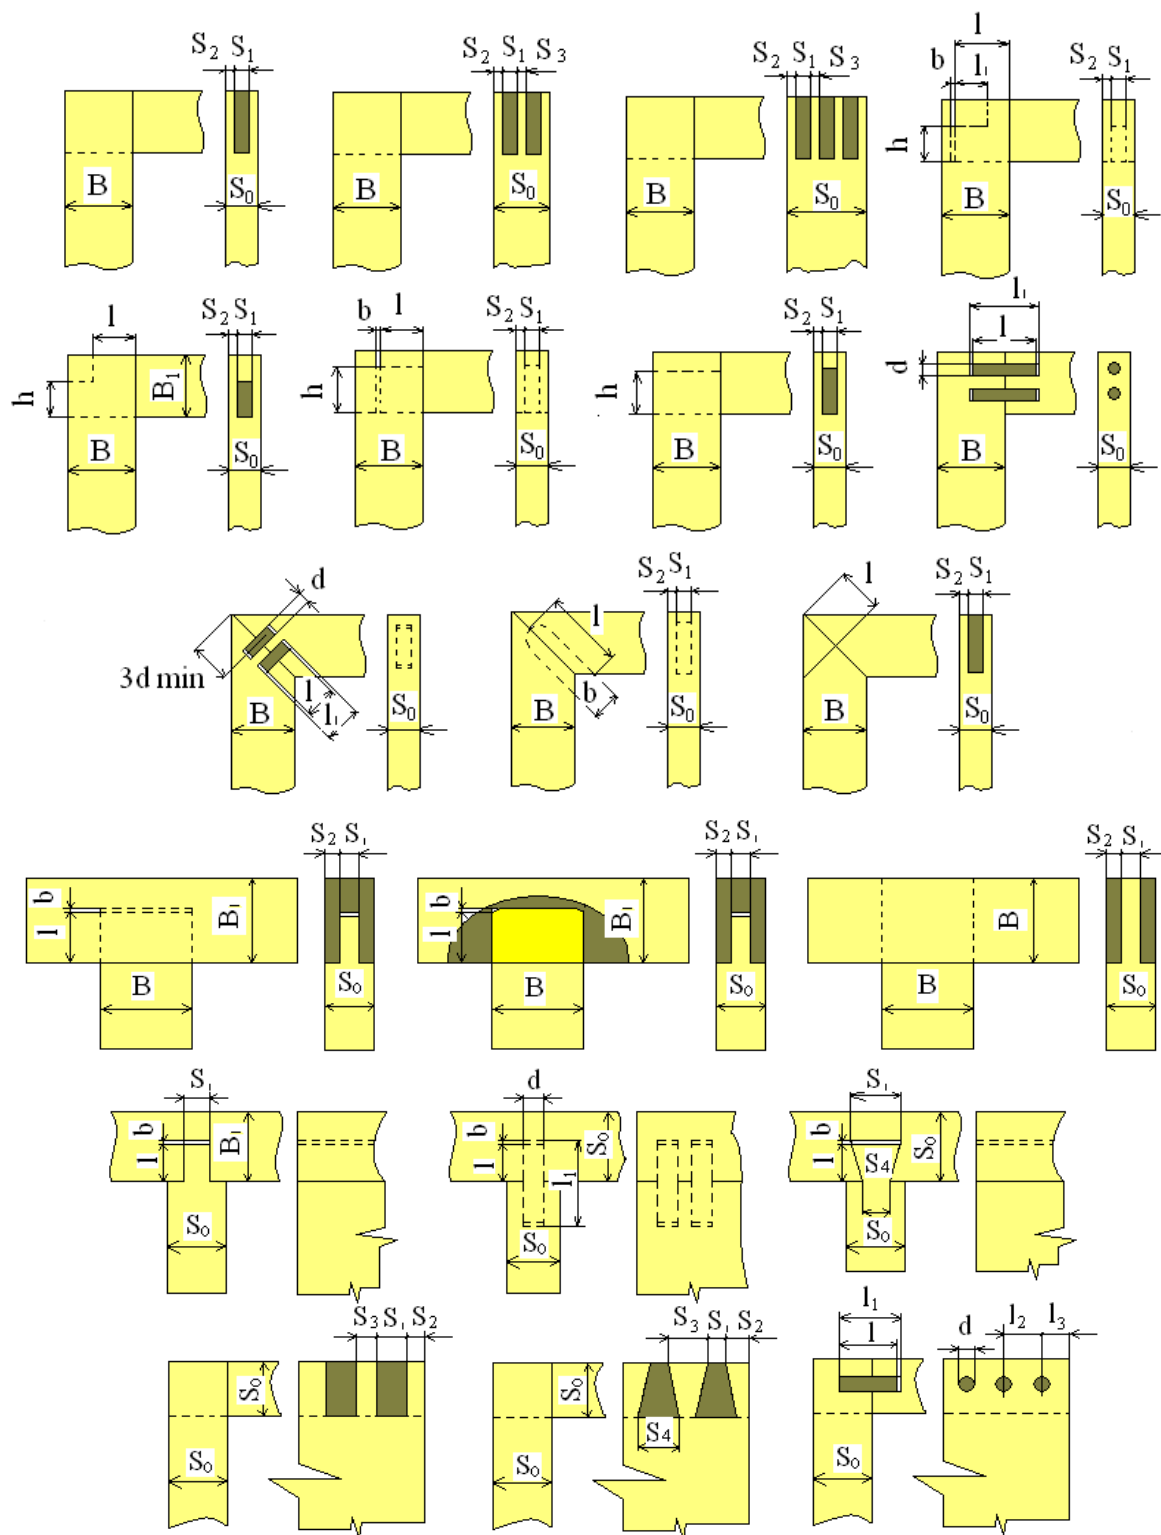 S₂ S₁
B
S₀
S₂ S₁ S₃
B
S₀
S₂ S₁ S₃
B
S₀
l
b l₁
h
B
S₂ S₁
S₀
l
h
B₁
B
S₂ S₁
S₀
b l
h
B
S₂ S₁
S₀
h
B
S₂ S₁
S₀
l₁
l
d
B
S₀
d
3d min
l
l₁
B
S₀
l
b
B
S₂ S₁
S₀
l
B
S₂ S₁
S₀
b
l
B₁
B
S₂ S₁
S₀
b
l
B₁
B
S₂ S₁
S₀
B
B
S₂ S₁
S₀
S₁
b
l
B₁
S₀
d
b
l
l₁
S₀
S₀
S₁
b
l
S₄
S₀
S₀
S₃ S₁ S₂
S₀
S₀
S₃ S₁ S₂
S₀
S₄
S₀
l₁
l
S₀
d l₂ l₃